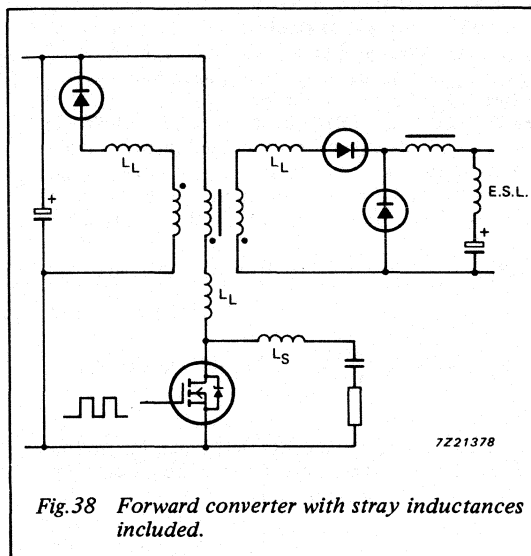 L_L
L_L
E.S.L.
+
+
L_L
L_S
7Z21378
Fig.38 Forward converter with stray inductances
included.